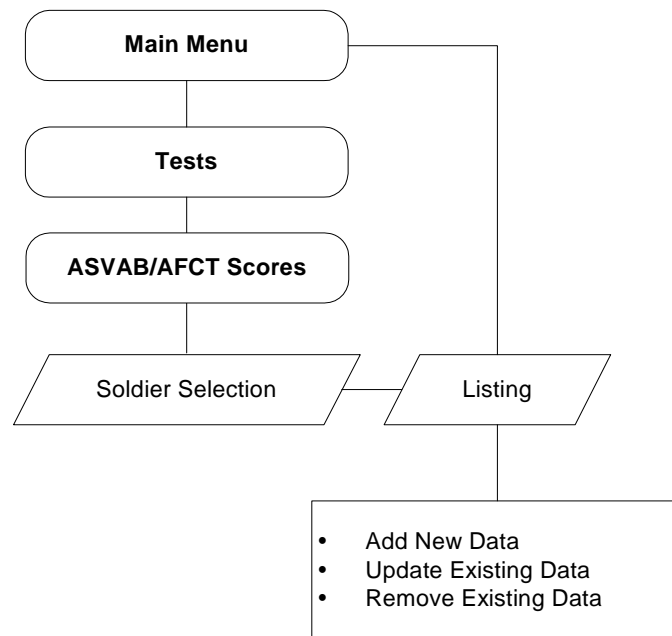 Main Menu
Tests
ASVAB/AFCT Scores
Soldier Selection
Listing
• Add New Data
• Update Existing Data
• Remove Existing Data